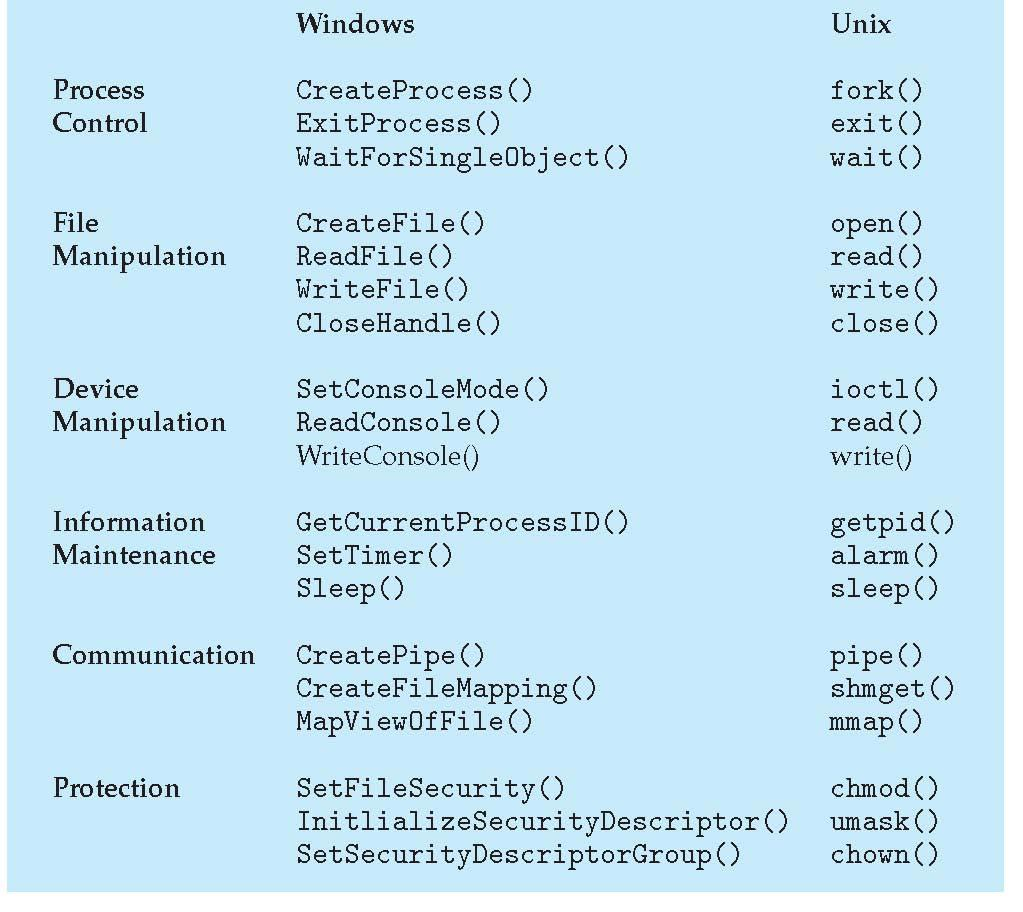 Windows Unix
Process CreateProcess() fork()
Control ExitProcess() exit()
WaitForSingleObject() wait()
File CreateFile() open()
Manipulation ReadFile() read()
WriteFile() write()
CloseHandle() close()
Device SetConsoleMode() ioctl()
Manipulation ReadConsole() read()
WriteConsole() write()
Information GetCurrentProcessID() getpid()
Maintenance SetTimer() alarm()
Sleep() sleep()
Communication CreatePipe() pipe()
CreateFileMapping() shmget()
MapViewOfFile() mmap()
Protection SetFileSecurity() chmod()
InitlializeSecurityDescriptor() umask()
SetSecurityDescriptorGroup() chown()